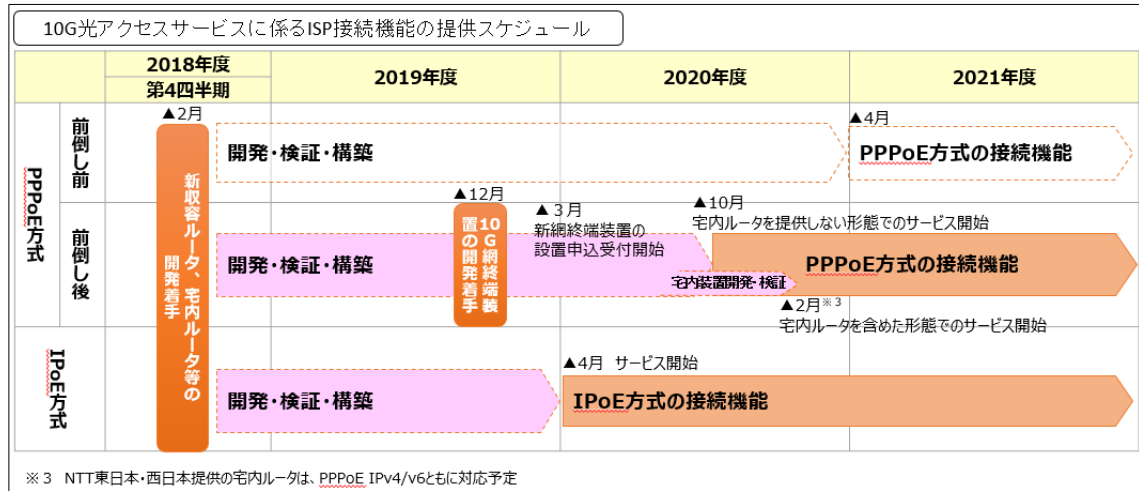 10G光アクセスサービスに係るISP接続機能の提供スケジュール
2018年度
第4四半期
2019年度
2020年度
2021年度
PPPoE方式
前倒し前
▲2月
新収容ルータ、宅内ルータ等の
開発着手
開発・検証・構築
▲4月
PPPoE方式の接続機能
前倒し後
開発・検証・構築
▲12月
10G網終端装
置の開発着手
▲３月
新網終端装置の
設置申込受付開始
▲10月
宅内ルータを提供しない形態でのサービス開始
PPPoE方式の接続機能
宅内装置開発・検証
▲2月※3
宅内ルータを含めた形態でのサービス開始
IPoE方式
開発・検証・構築
▲4月 サービス開始
IPoE方式の接続機能
※３ NTT東日本・西日本提供の宅内ルータは、PPPoE IPv4/v6ともに対応予定